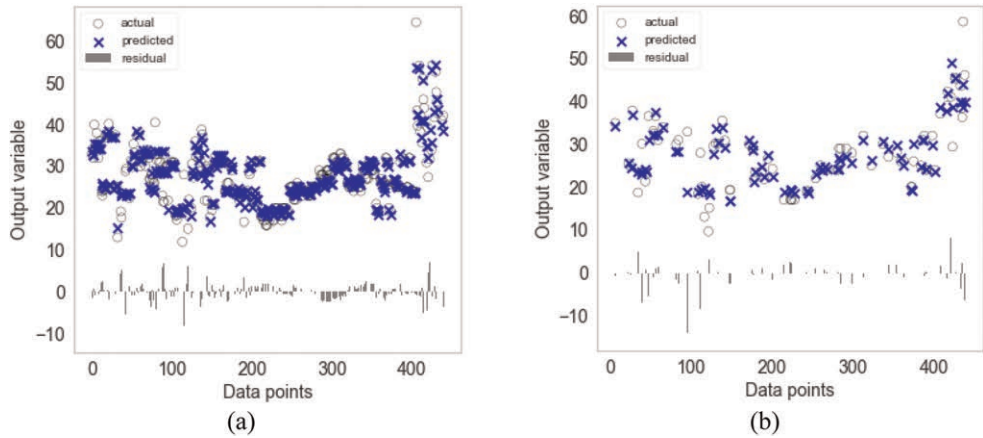 actual
predicted
residual
60
50
40
30
20
10
0
−10
Output variable
0 100 200 300 400
Data points
(a)
actual
predicted
residual
60
50
40
30
20
10
0
−10
Output variable
0 100 200 300 400
Data points
(b)